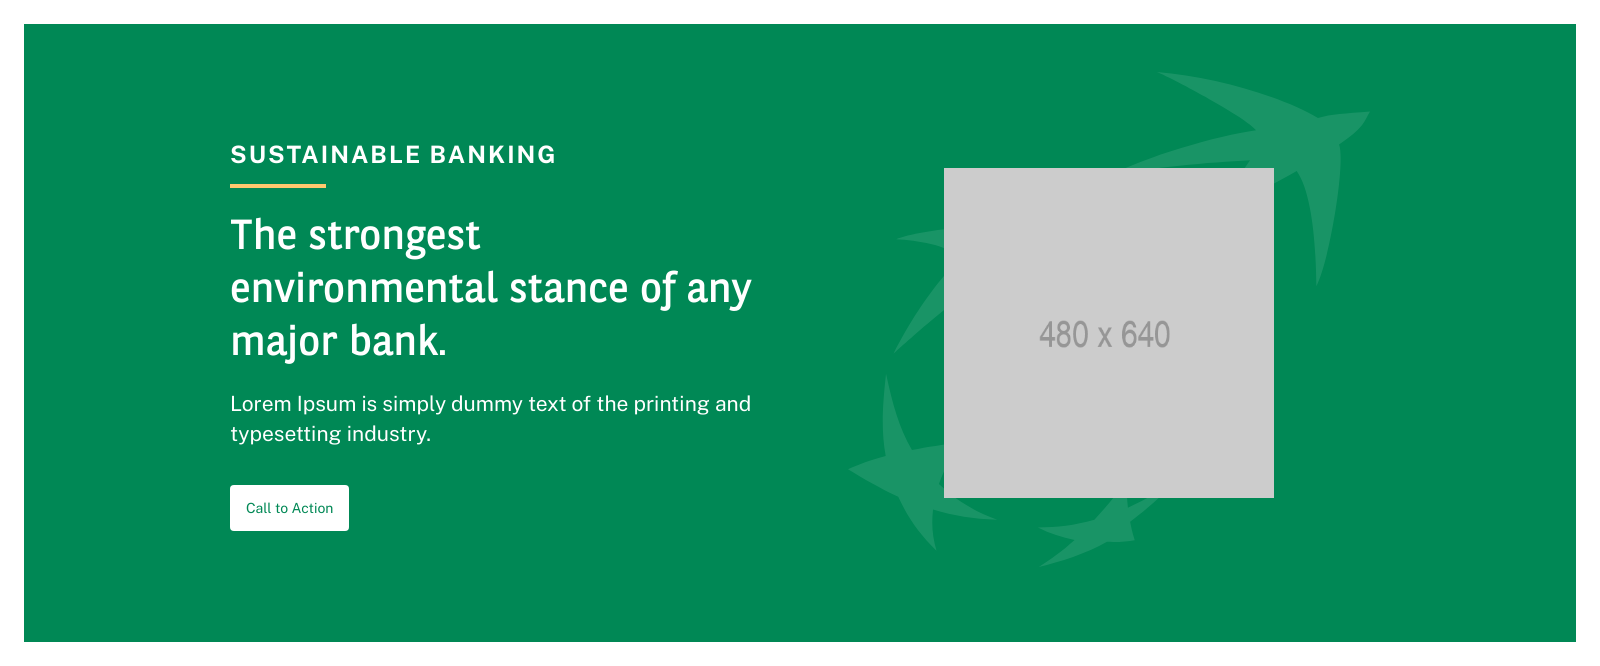 SUSTAINABLE BANKING
The strongest
environmental stance of any
major bank.
Lorem Ipsum is simply dummy text of the printing and
typesetting industry.
Call to Action
480 x 640